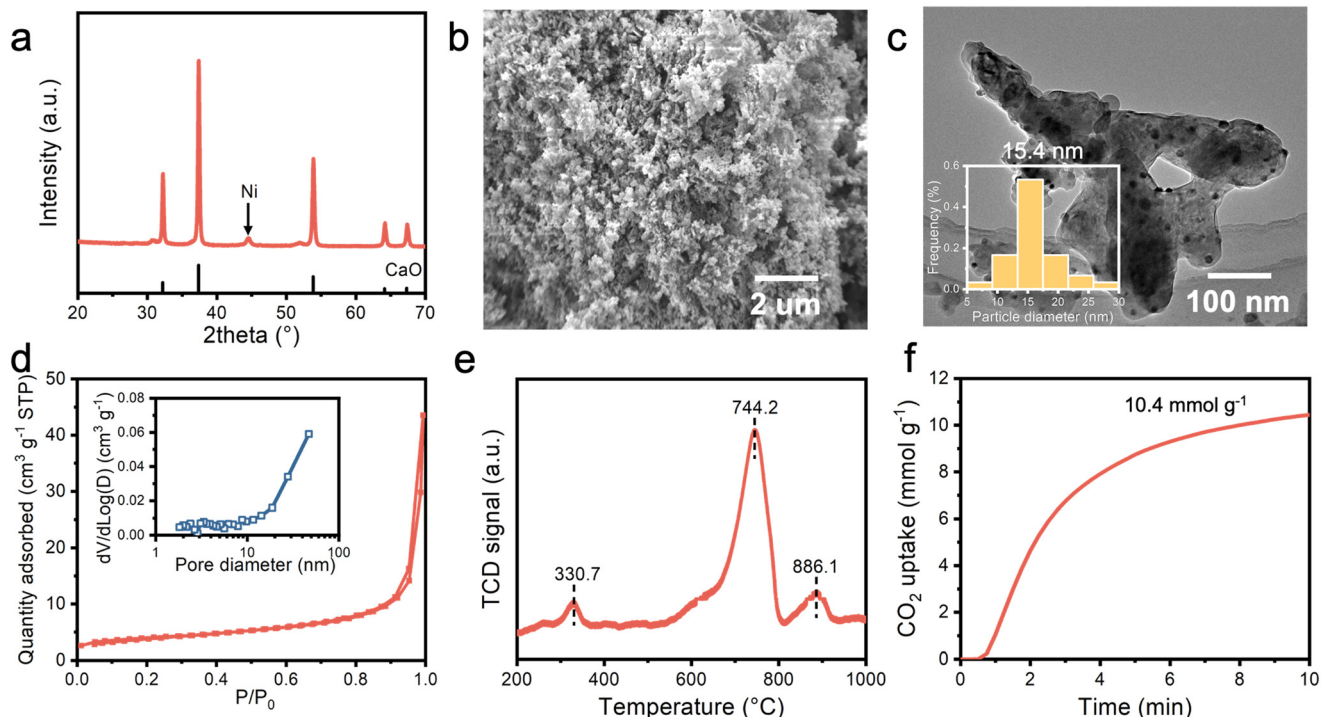 a
Intensity (a.u.)
Ni
CaO
20 30 40 50 60 70
2theta (°)
b
2 um
c
15.4 nm
Frequency (%)
0.6
0.4
0.2
0.0
5 10 15 20 25 30
Particle diameter (nm)
100 nm
d
Quantity adsorbed (cm³ g⁻¹ STP)
50
40
30
20
10
0
0.0 0.2 0.4 0.6 0.8 1.0
P/P₀
dV/dLog(D) (cm³ g⁻¹)
0.08
0.06
0.04
0.02
0.00
1 10 100
Pore diameter (nm)
e
TCD signal (a.u.)
330.7
744.2
886.1
200 400 600 800 1000
Temperature (°C)
f
CO₂ uptake (mmol g⁻¹)
12
10
8
6
4
2
0
10.4 mmol g⁻¹
0 2 4 6 8 10
Time (min)